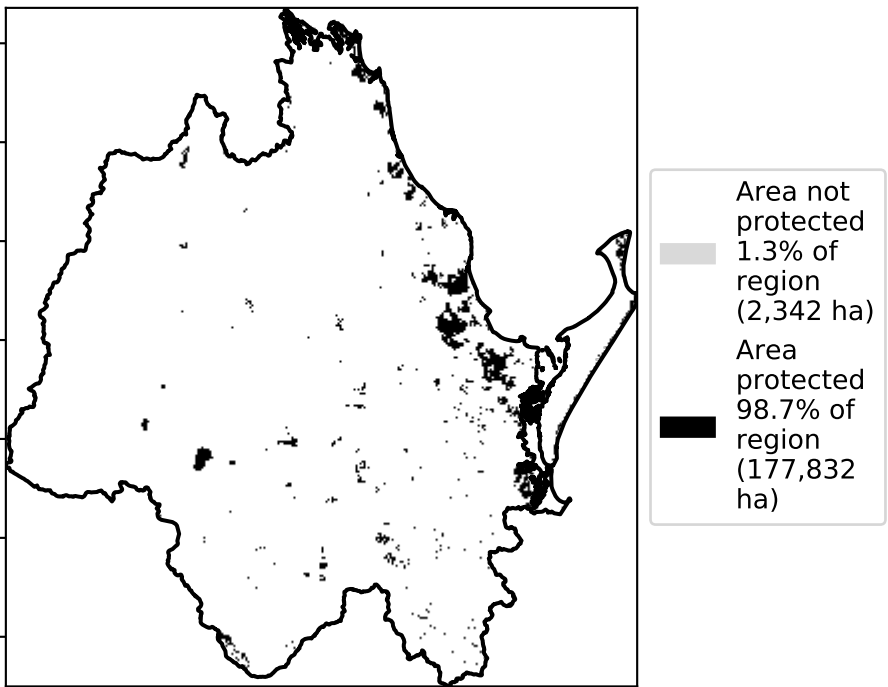 Area not
protected
1.3% of
region
(2,342 ha)
Area
protected
98.7% of
region
(177,832
ha)